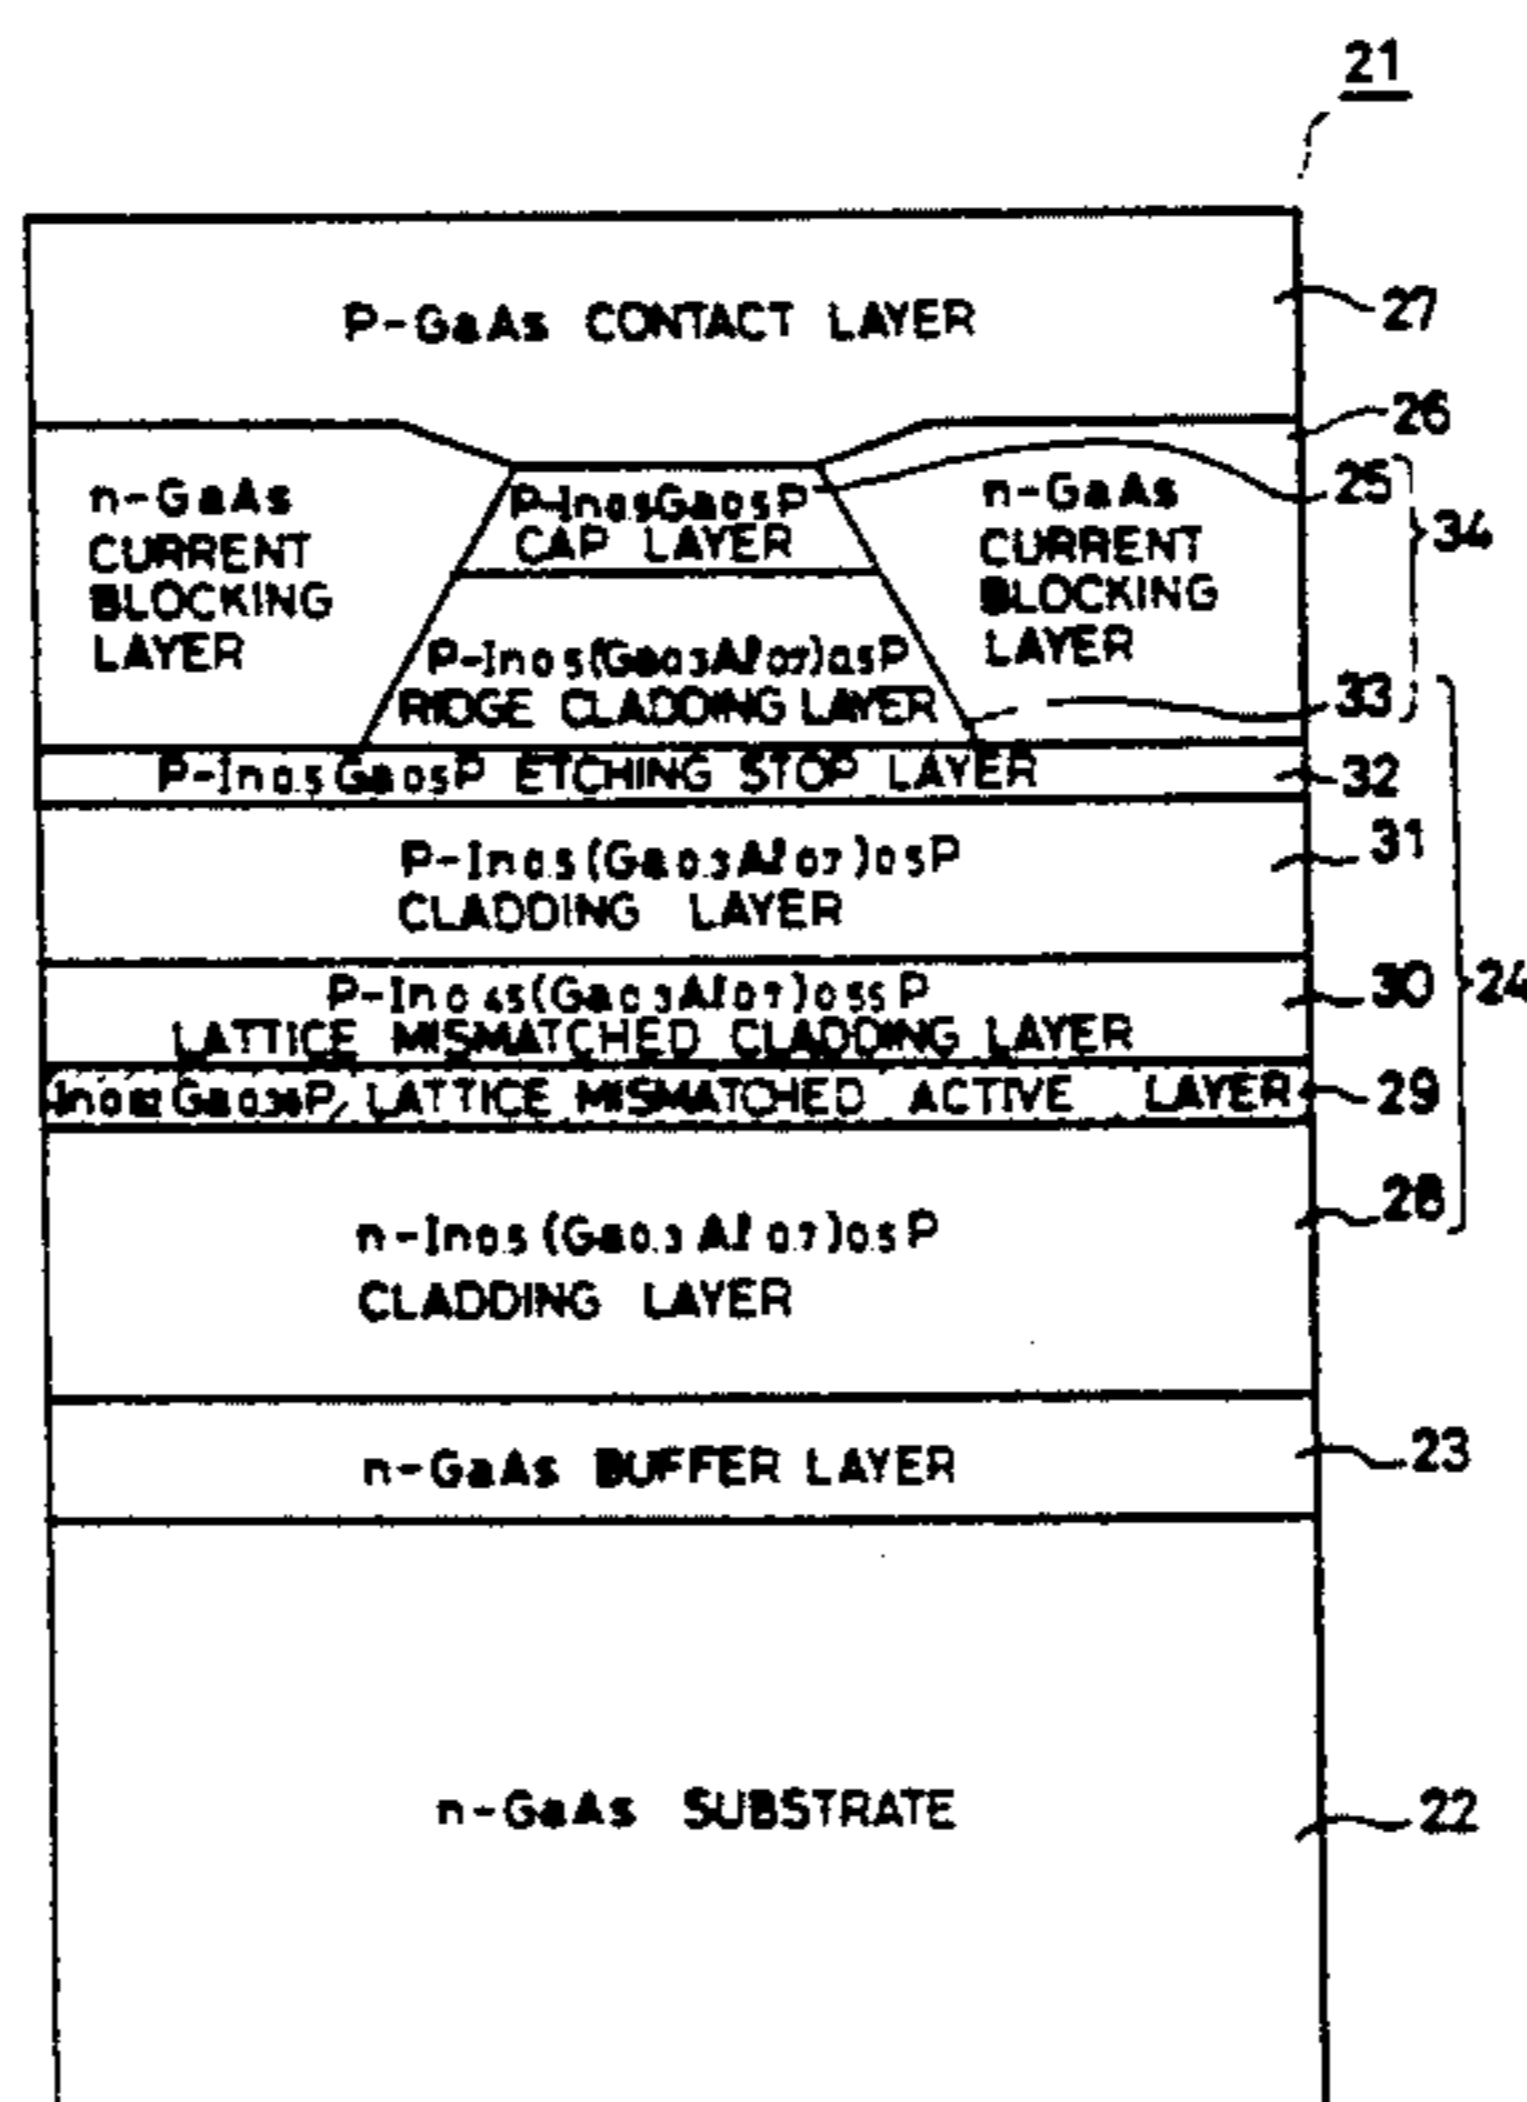 21
P-GaAs CONTACT LAYER
27
26
n-GaAs
CURRENT
BLOCKING
LAYER
P-In0.5Ga0.5P
CAP LAYER
n-GaAs
CURRENT
BLOCKING
LAYER
25
34
P-In0.5(Ga0.3Al0.7)0.5P
RIDGE CLADDING LAYER
33
P-In0.5Ga0.5P ETCHING STOP LAYER
32
P-In0.5(Ga0.3Al0.7)0.5P
CLADDING LAYER
31
P-In0.45(Ga0.3Al0.7)0.55P
LATTICE MISMATCHED CLADDING LAYER
30
24
LATTICE MISMATCHED ACTIVE LAYER
29
n-In0.5(Ga0.3Al0.7)0.5P
CLADDING LAYER
28
n-GaAs BUFFER LAYER
23
n-GaAs SUBSTRATE
22